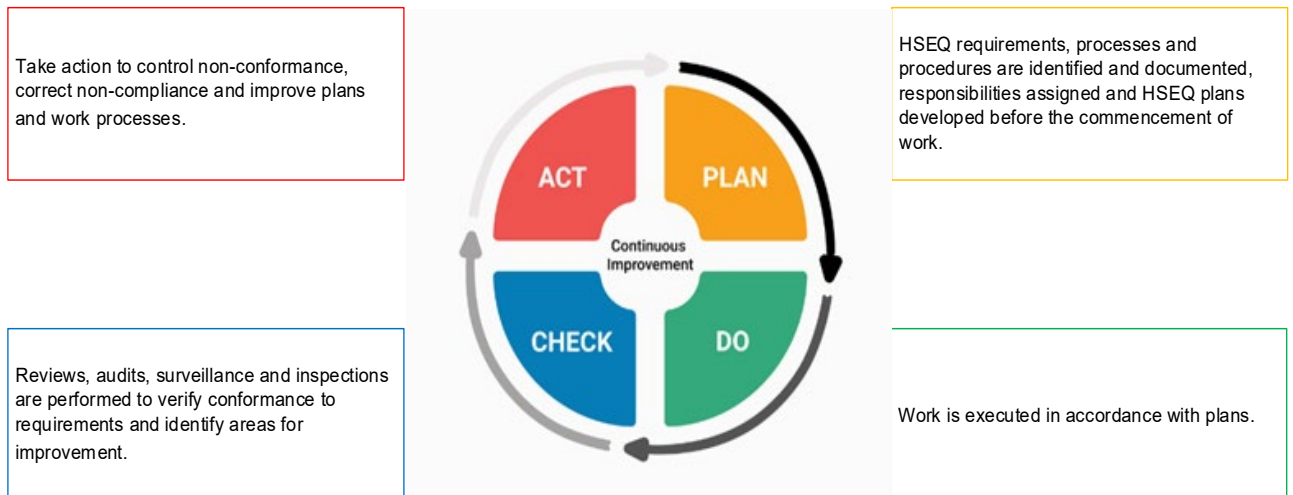 Take action to control non-conformance,
correct non-compliance and improve plans
and work processes.
HSEQ requirements, processes and
procedures are identified and documented,
responsibilities assigned and HSEQ plans
developed before the commencement of
work.
ACT
PLAN
Continuous
Improvement
CHECK
DO
Reviews, audits, surveillance and inspections
are performed to verify conformance to
requirements and identify areas for
improvement.
Work is executed in accordance with plans.